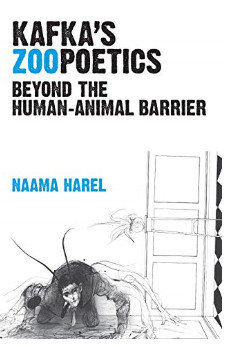 KAFKA'S
ZOOPOETICS
BEYOND THE
HUMAN-ANIMAL BARRIER
NAAMA HAREL